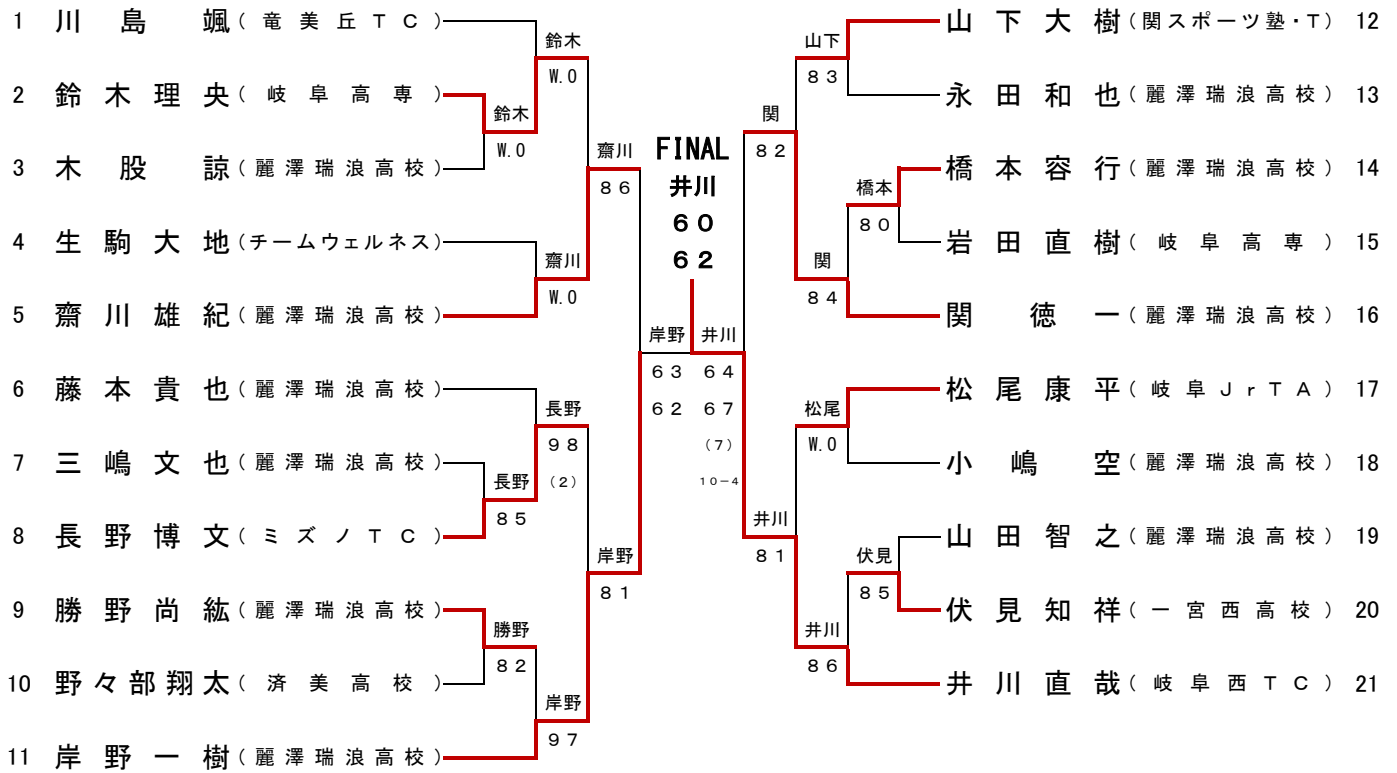 1 川島颯(竜美丘TC)
2 鈴木理央(岐阜高専)
3 木股諒(麗澤瑞浪高校)
4 生駒大地(チームウェルネス)
5 齋川雄紀(麗澤瑞浪高校)
6 藤本貴也(麗澤瑞浪高校)
7 三嶋文也(麗澤瑞浪高校)
8 長野博文(ミズノTC)
9 勝野尚紘(麗澤瑞浪高校)
10 野々部翔太(済美高校)
11 岸野一樹(麗澤瑞浪高校)
鈴木
W.0
鈴木
W.0
齋川
W.0
齋川
86
長野
98
(2)
長野
85
勝野
82
岸野
97
岸野
81
岸野
63
62
FINAL
井川
60
62
井川
64
67
(7)
10-4
関
82
井川
81
山下
83
橋本
80
関
84
松尾
W.0
伏見
85
井川
86
山下大樹(関スポーツ塾・T) 12
永田和也(麗澤瑞浪高校) 13
橋本容行(麗澤瑞浪高校) 14
岩田直樹(岐阜高専) 15
関徳一(麗澤瑞浪高校) 16
松尾康平(岐阜JrTA) 17
小嶋空(麗澤瑞浪高校) 18
山田智之(麗澤瑞浪高校) 19
伏見知祥(一宮西高校) 20
井川直哉(岐阜西TC) 21